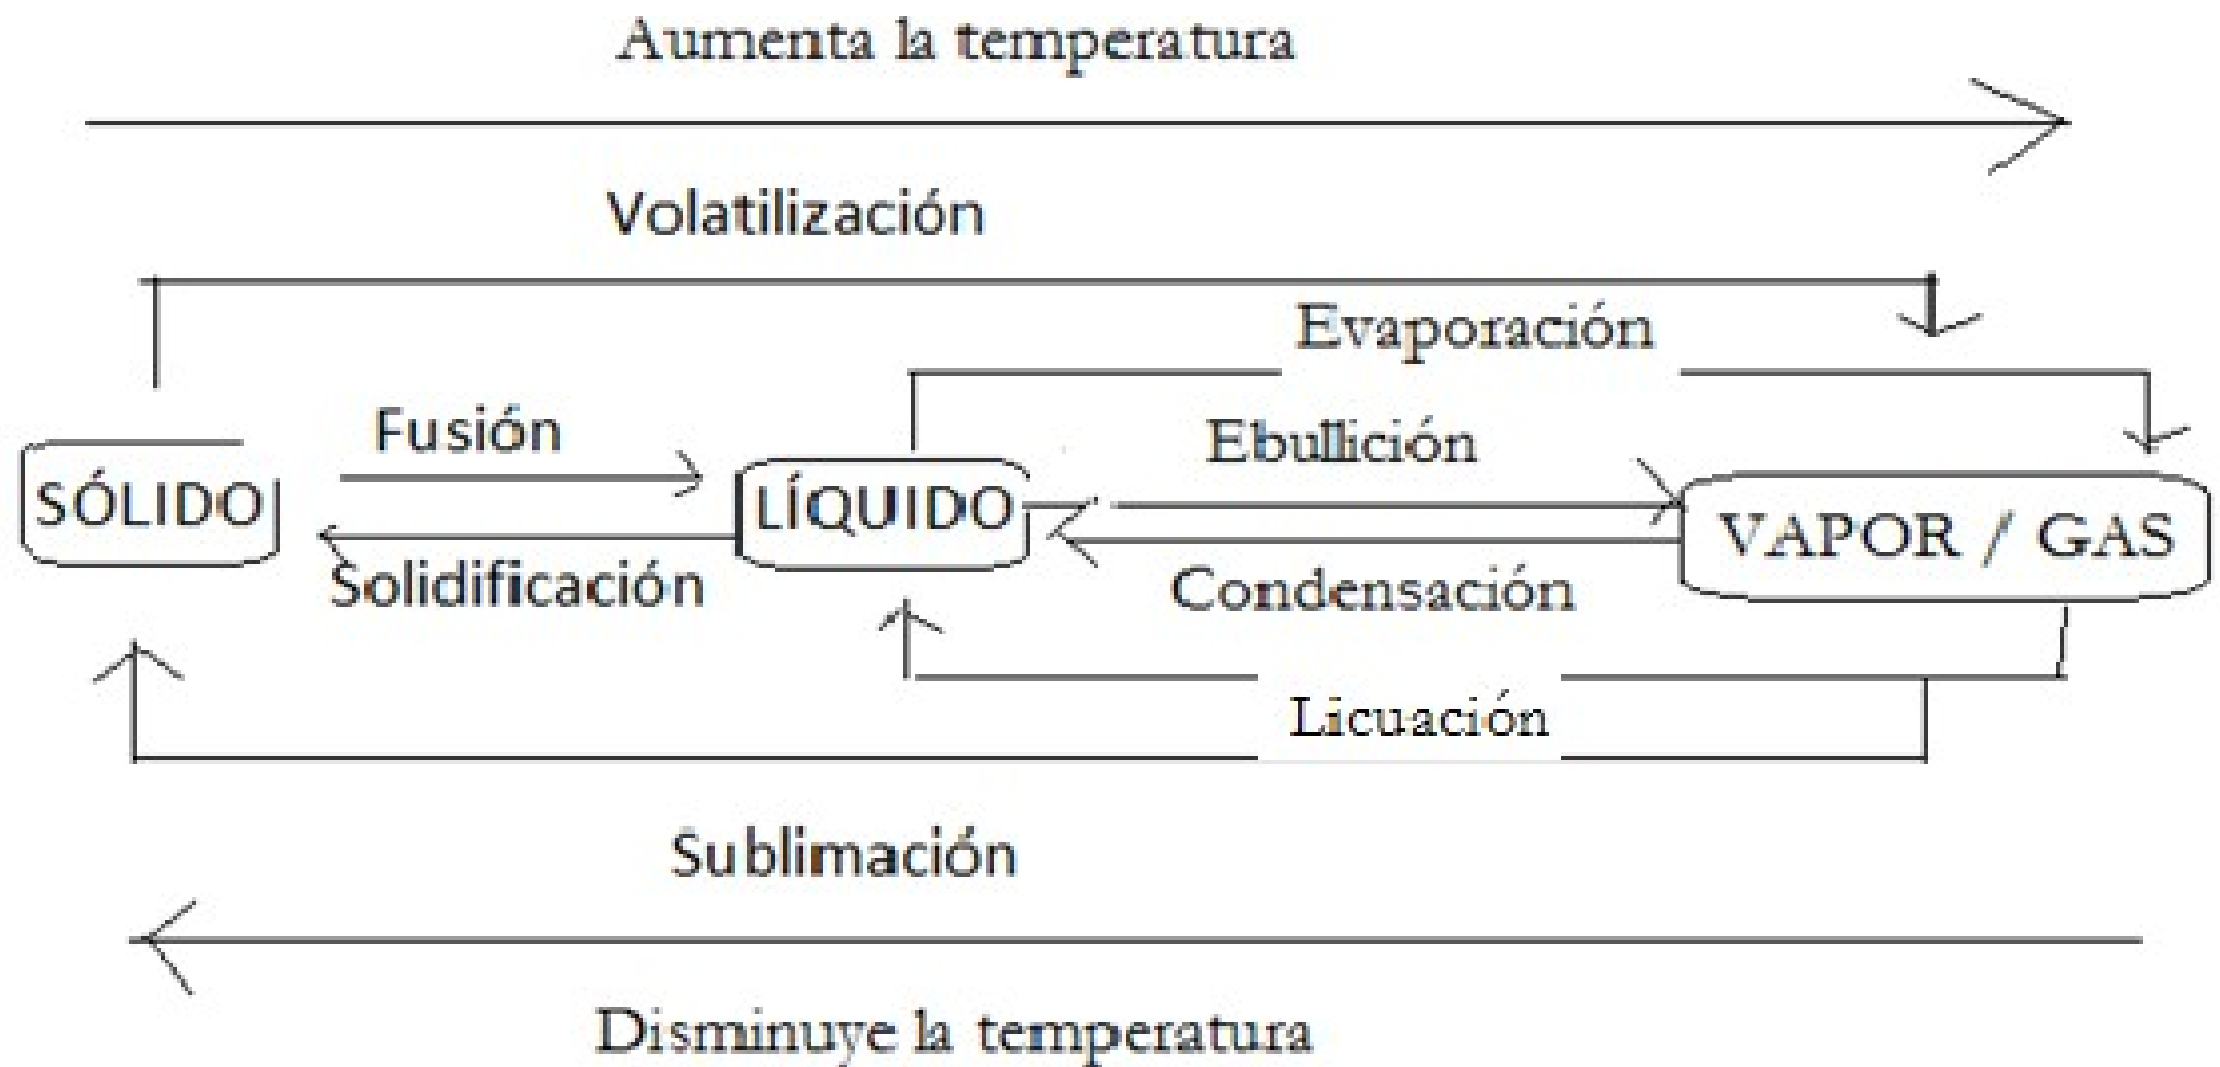 Aumenta la temperatura
Volatilización
Evaporación
Fusión
Ebullición
SÓLIDO
LÍQUIDO
VAPOR / GAS
Solidificación
Condensación
Licuación
Sublimación
Disminuye la temperatura